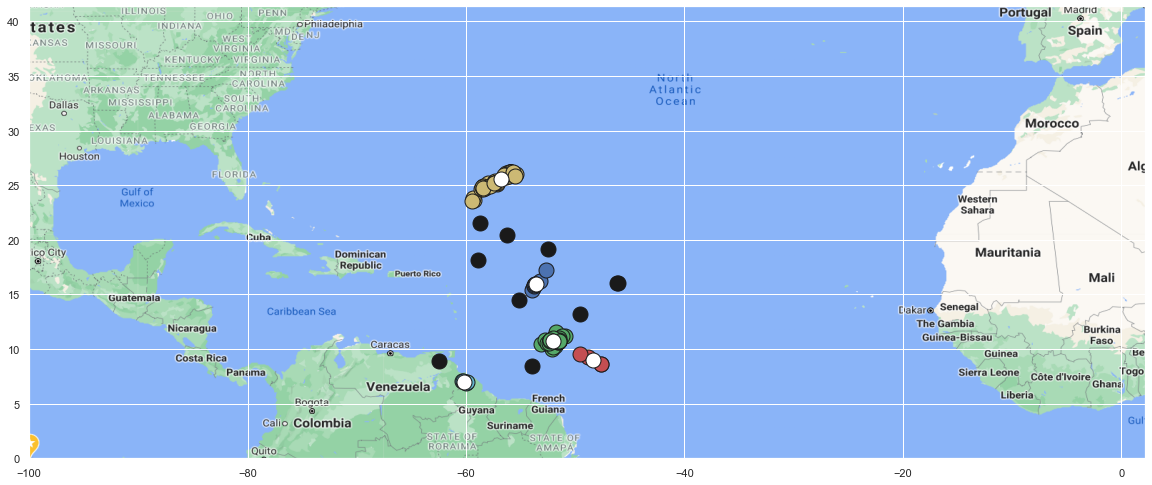 ILLINOIS
OHIO
PENN
Philadelphia
Portugal
Madrid
Spain
tates
INDIANA
MD
DE
NJ
ANSAS
MISSOURI
WEST
VIRGINIA
KENTUCKY
VIRGINIA
OKLAHOMA
TENNESSEE
NORTH
CAROLINA
ARKANSAS
MISSISSIPPI
SOUTH
CAROLINA
Dallas
ALABAMA
GEORGIA
EXAS
LOUISIANA
Houston
FLORIDA
North
Atlantic
Ocean
Morocco
Alg
Gulf of
Mexico
Western
Sahara
Cuba
ico City
Dominican
Republic
Puerto Rico
Mauritania
Mali
Guatemala
Caribbean Sea
Dakar
Senegal
The Gambia
Guinea-Bissau
Burkina
Faso
Nicaragua
Caracas
Guinea
Be
Costa Rica
Panama
Sierra Leone
Côte d'Ivoire
Togo
Ghana
Venezuela
Liberia
Bogota
Guyana
French
Guiana
Cali
Colombia
Suriname
Gulf
STATE OF
RORAIMA
STATE OF
AMAPA
Quito
40
35
30
25
20
15
10
5
0
−100
−80
−60
−40
−20
0